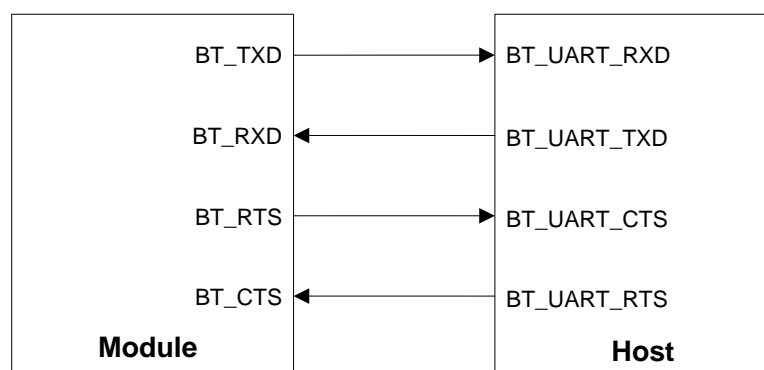 BT_TXD BT_UART_RXD
BT_RXD BT_UART_TXD
BT_RTS BT_UART_CTS
BT_CTS BT_UART_RTS
Module Host